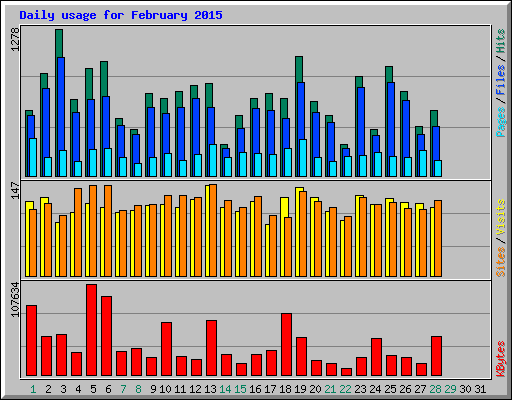 Daily usage for February 2015
1278
147
107634
Pages / Files / Hits
Sites / Visits
KBytes
1 2 3 4 5 6 7 8 9 10 11 12 13 14 15 16 17 18 19 20 21 22 23 24 25 26 27 28 29 30 31